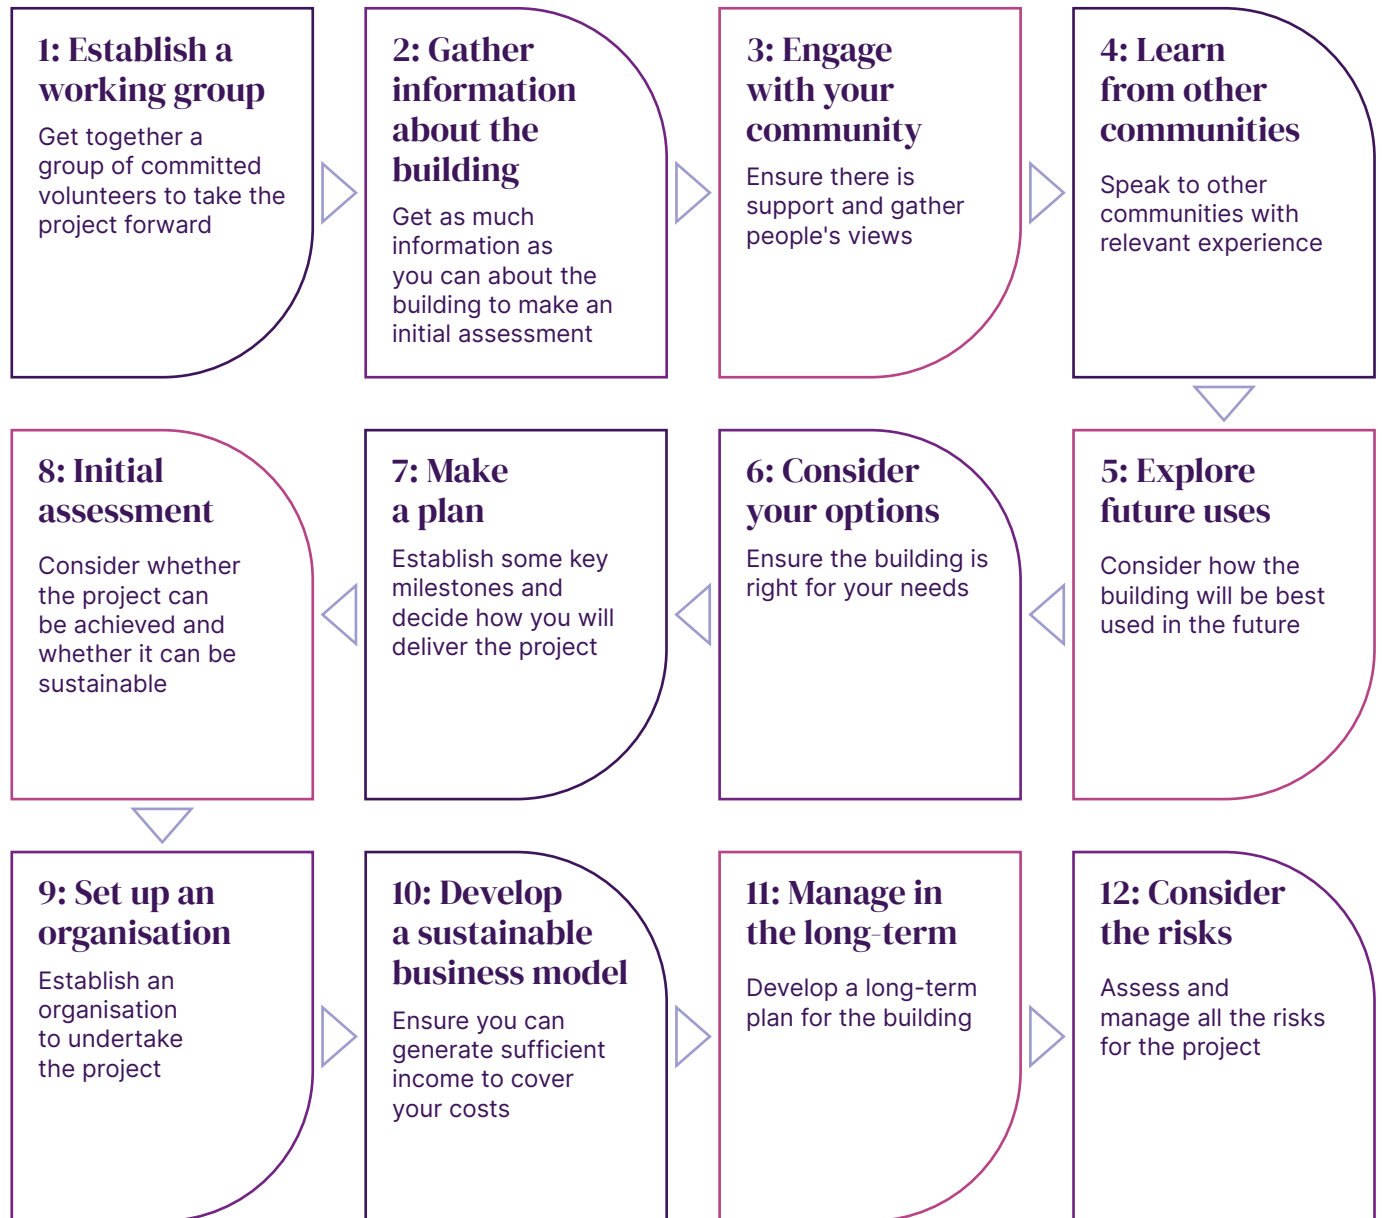 1: Establish a
working group
Get together a
group of committed
volunteers to take the
project forward
2: Gather
information
about the
building
Get as much
information as
you can about the
building to make an
initial assessment
3: Engage
with your
community
Ensure there is
support and gather
people's views
4: Learn
from other
communities
Speak to other
communities with
relevant experience
5: Explore
future uses
Consider how the
building will be best
used in the future
6: Consider
your options
Ensure the building is
right for your needs
7: Make
a plan
Establish some key
milestones and
decide how you will
deliver the project
8: Initial
assessment
Consider whether
the project can
be achieved and
whether it can be
sustainable
9: Set up an
organisation
Establish an
organisation
to undertake
the project
10: Develop
a sustainable
business model
Ensure you can
generate sufficient
income to cover
your costs
11: Manage in
the long-term
Develop a long-term
plan for the building
12: Consider
the risks
Assess and
manage all the risks
for the project